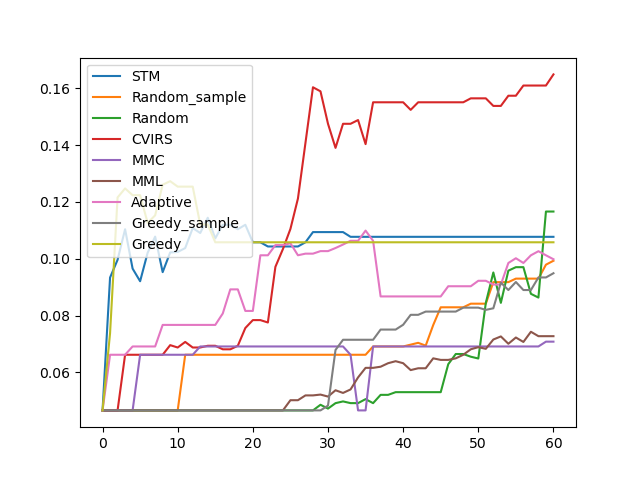 STM
Random_sample
Random
CVIRS
MMC
MML
Adaptive
Greedy_sample
Greedy
0.16
0.14
0.12
0.10
0.08
0.06
0 10 20 30 40 50 60